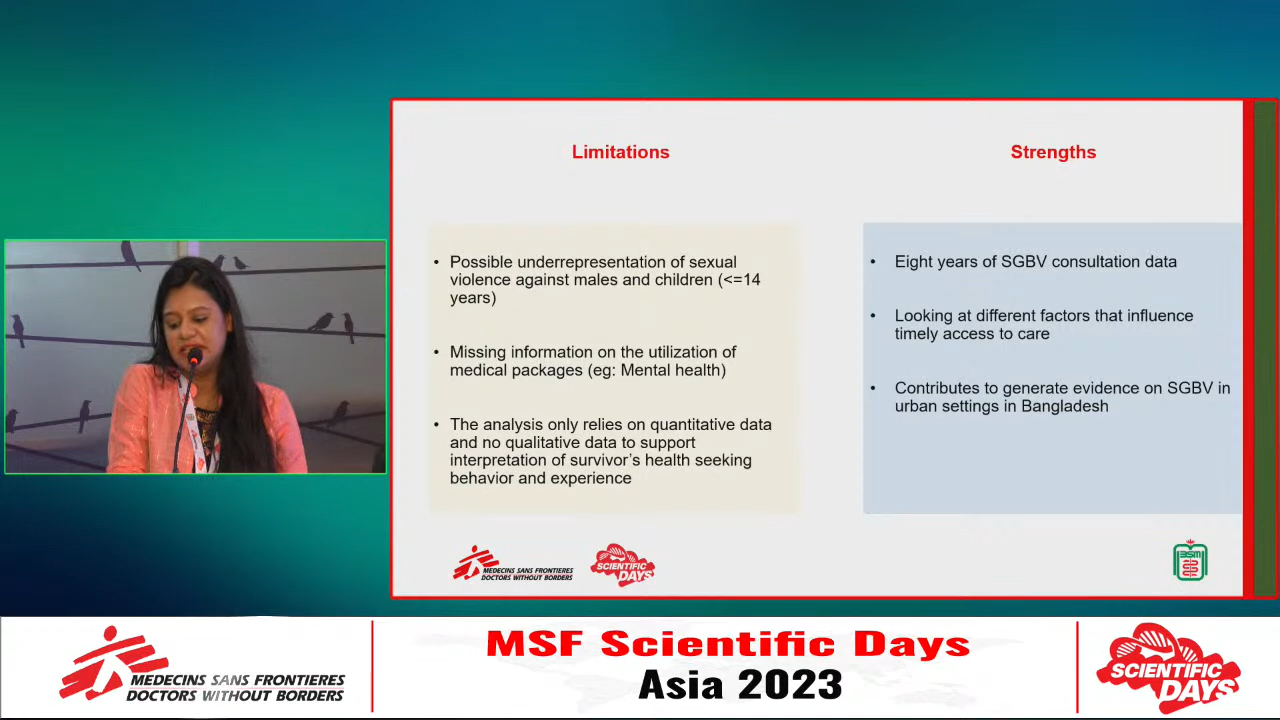 Limitations
Strengths
• Possible underrepresentation of sexual
violence against males and children (<=14
years)
• Missing information on the utilization of
medical packages (eg: Mental health)
• The analysis only relies on quantitative data
and no qualitative data to support
interpretation of survivor's health seeking
behavior and experience
• Eight years of SGBV consultation data
• Looking at different factors that influence
timely access to care
• Contributes to generate evidence on SGBV in
urban settings in Bangladesh
MEDECINS SANS FRONTIERES
DOCTORS WITHOUT BORDERS
SCIENTIFIC
DAYS
MEDECINS SANS FRONTIERES
DOCTORS WITHOUT BORDERS
MSF Scientific Days
Asia 2023
SCIENTIFIC
DAYS